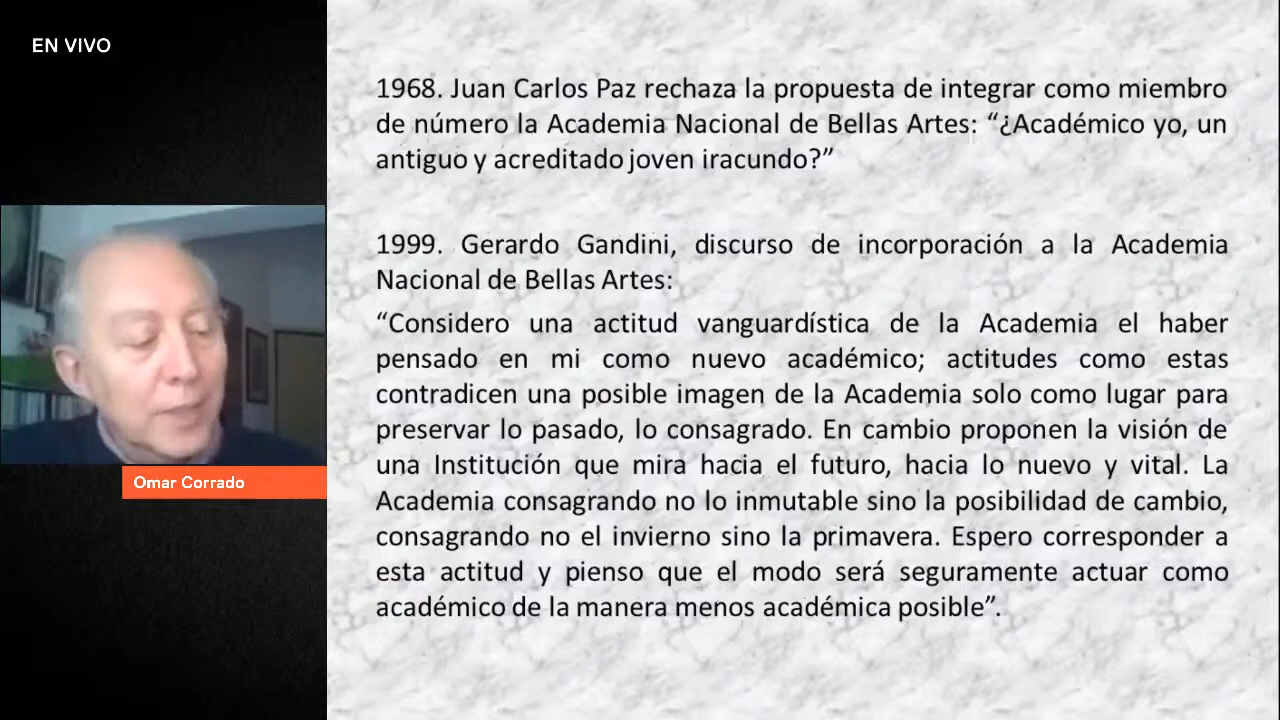 EN VIVO
1968. Juan Carlos Paz rechaza la propuesta de integrar como miembro
de número la Academia Nacional de Bellas Artes: “¿Académico yo, un
antiguo y acreditado joven iracundo?”
1999. Gerardo Gandini, discurso de incorporación a la Academia
Nacional de Bellas Artes:
“Considero una actitud vanguardística de la Academia el haber
pensado en mi como nuevo académico; actitudes como estas
contradicen una posible imagen de la Academia solo como lugar para
preservar lo pasado, lo consagrado. En cambio proponen la visión de
una Institución que mira hacia el futuro, hacia lo nuevo y vital. La
Academia consagrando no lo inmutable sino la posibilidad de cambio,
consagrando no el invierno sino la primavera. Espero corresponder a
esta actitud y pienso que el modo será seguramente actuar como
académico de la manera menos académica posible”.
Omar Corrado